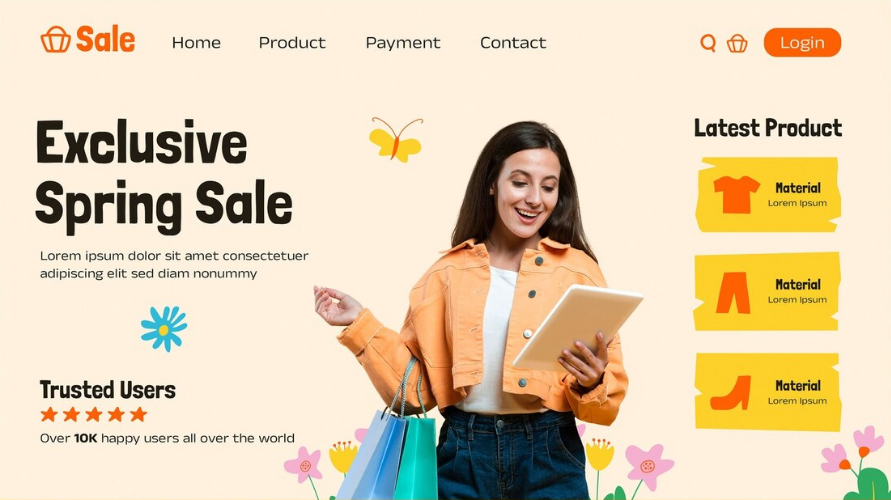 Sale
Home
Product
Payment
Contact
Login
Exclusive
Spring Sale
Lorem ipsum dolor sit amet consectetuer
adipiscing elit sed diam nonummy
Trusted Users
Over 10K happy users all over the world
Latest Product
Material
Lorem Ipsum
Material
Lorem Ipsum
Material
Lorem Ipsum